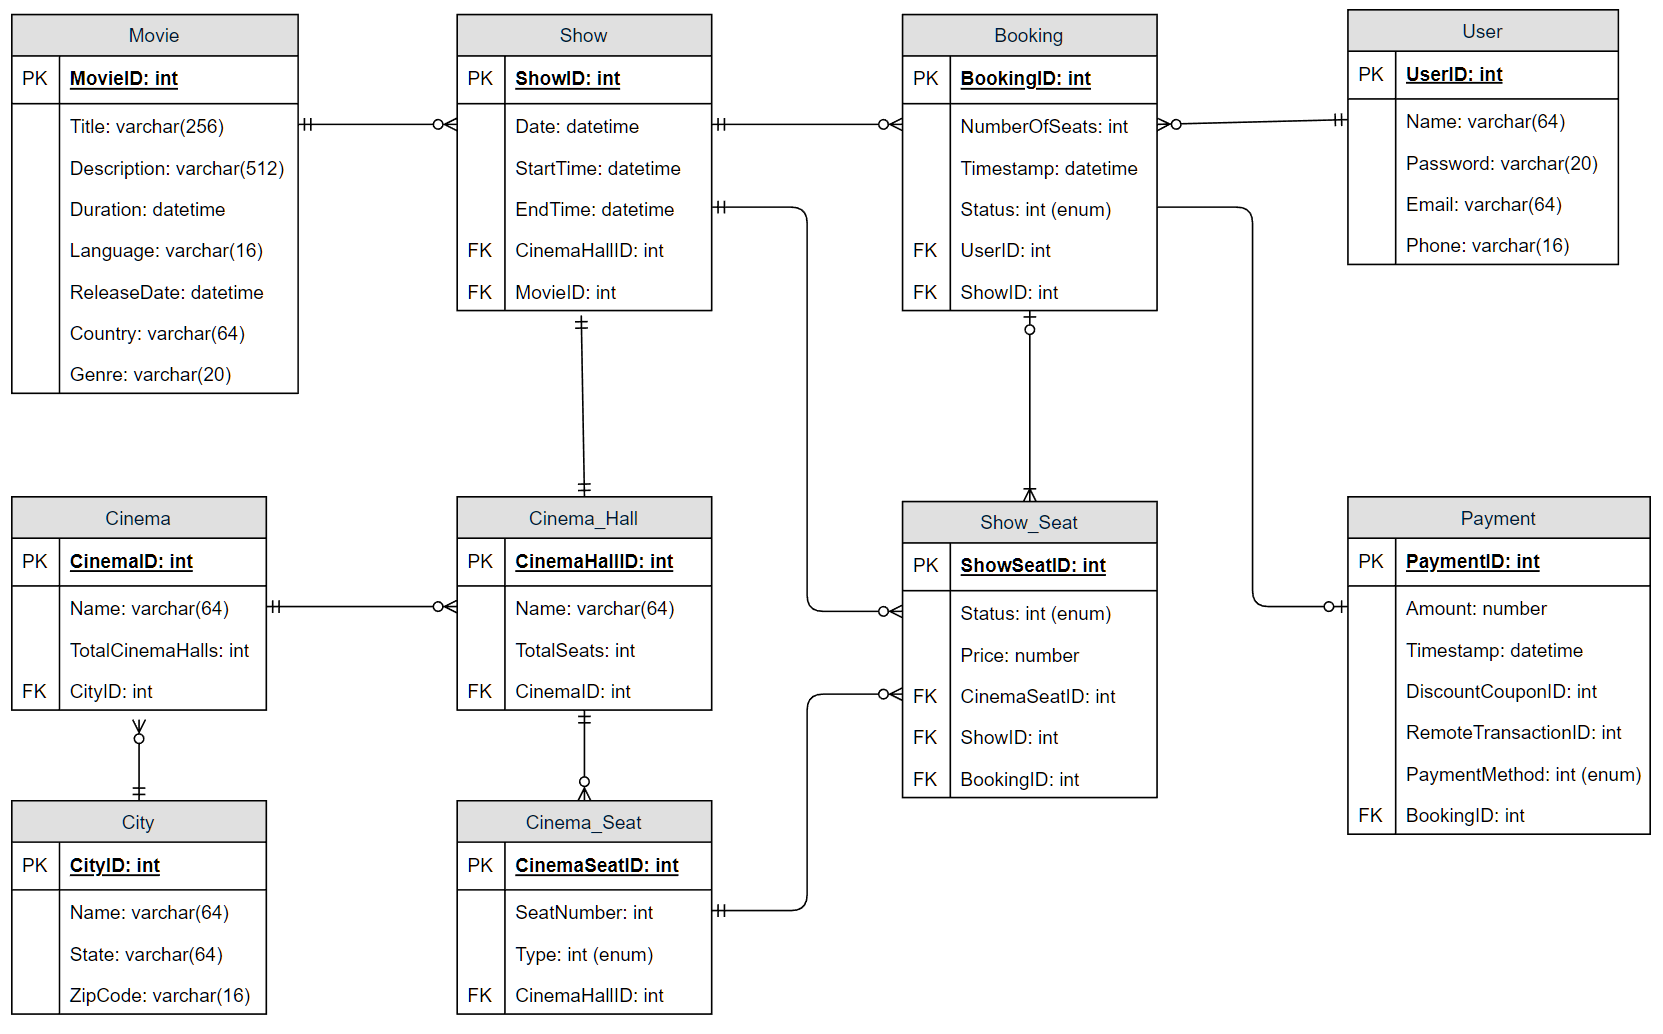 Movie
PK MovieID: int
Title: varchar(256)
Description: varchar(512)
Duration: datetime
Language: varchar(16)
ReleaseDate: datetime
Country: varchar(64)
Genre: varchar(20)
Show
PK ShowID: int
Date: datetime
StartTime: datetime
EndTime: datetime
FK CinemaHallID: int
FK MovieID: int
Booking
PK BookingID: int
NumberOfSeats: int
Timestamp: datetime
Status: int (enum)
FK UserID: int
FK ShowID: int
User
PK UserID: int
Name: varchar(64)
Password: varchar(20)
Email: varchar(64)
Phone: varchar(16)
Cinema
PK CinemaID: int
Name: varchar(64)
TotalCinemaHalls: int
FK CityID: int
Cinema_Hall
PK CinemaHallID: int
Name: varchar(64)
TotalSeats: int
FK CinemaID: int
Show_Seat
PK ShowSeatID: int
Status: int (enum)
Price: number
FK CinemaSeatID: int
FK ShowID: int
FK BookingID: int
Payment
PK PaymentID: int
Amount: number
Timestamp: datetime
DiscountCouponID: int
RemoteTransactionID: int
PaymentMethod: int (enum)
FK BookingID: int
City
PK CityID: int
Name: varchar(64)
State: varchar(64)
ZipCode: varchar(16)
Cinema_Seat
PK CinemaSeatID: int
SeatNumber: int
Type: int (enum)
FK CinemaHallID: int